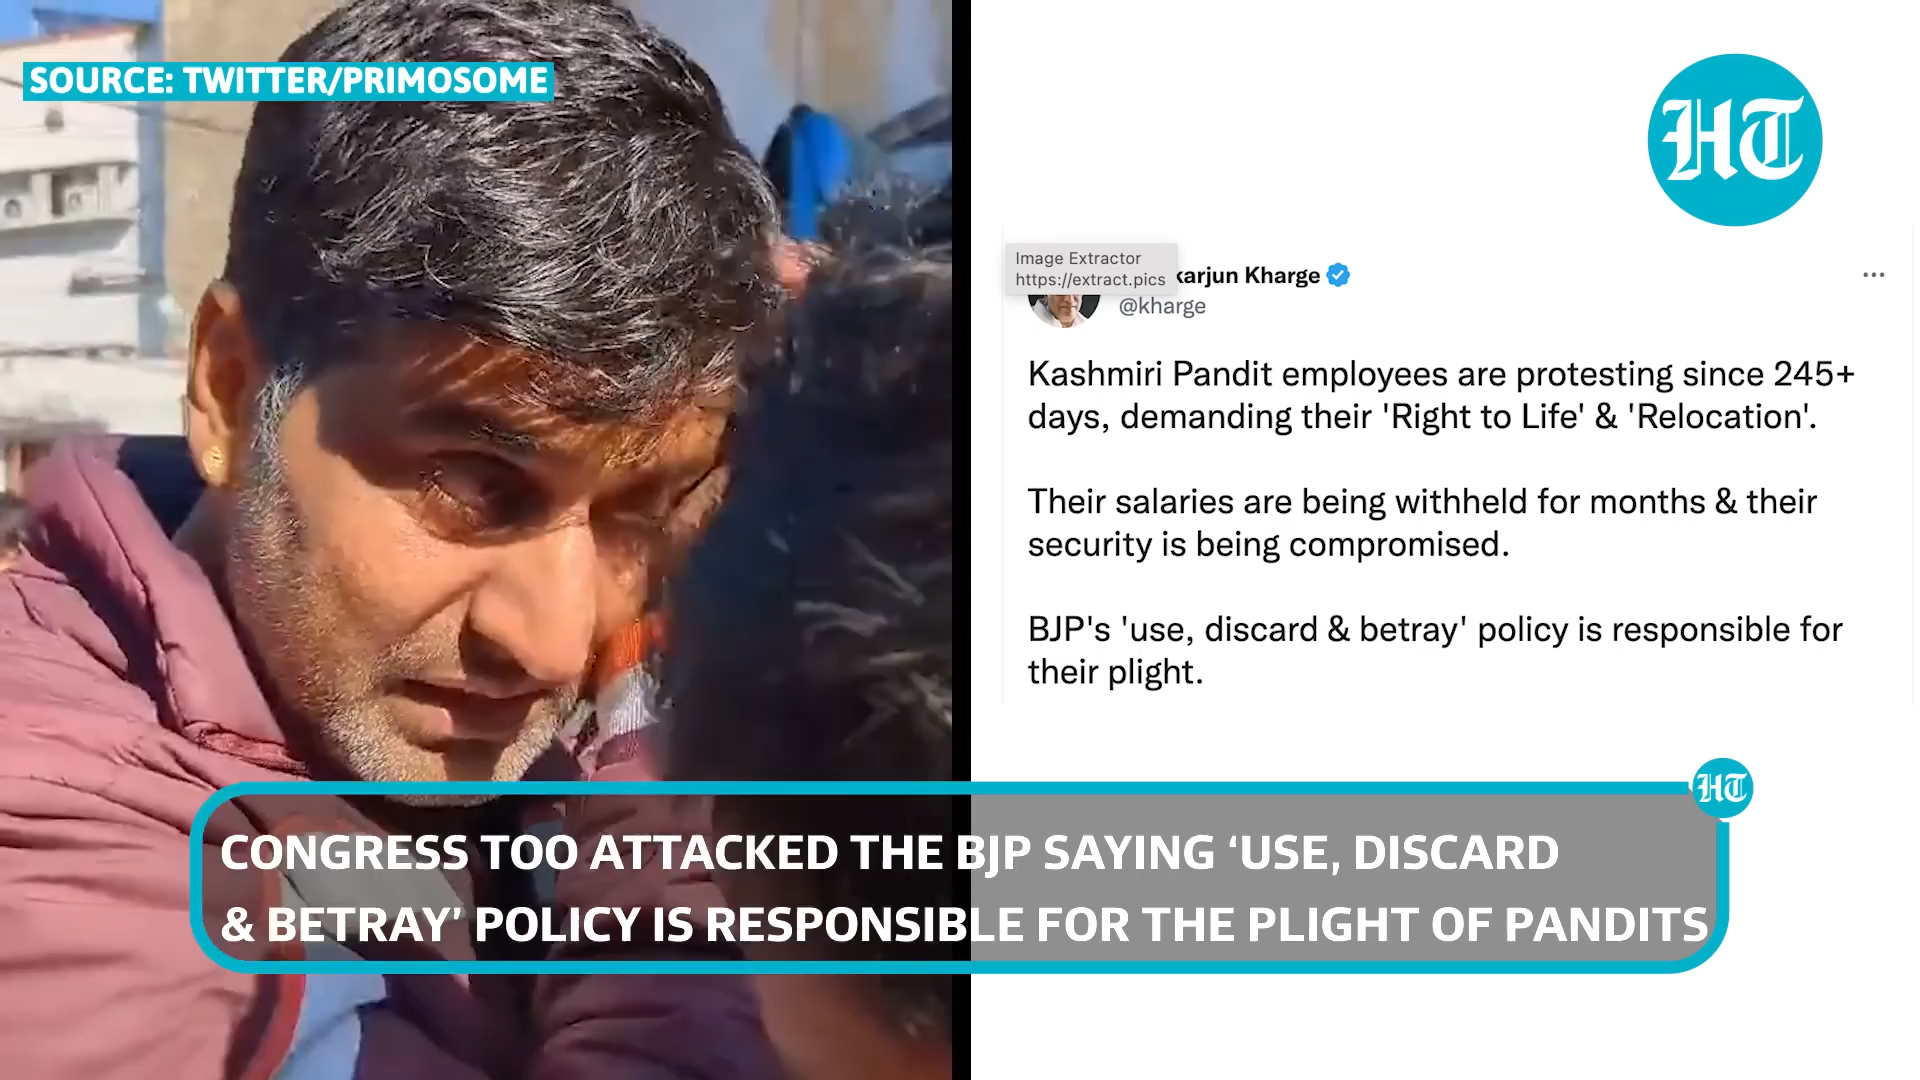 SOURCE: TWITTER/PRIMOSOME
HT
Image Extractor
https://extract.pics
karjun Kharge
@kharge
Kashmiri Pandit employees are protesting since 245+
days, demanding their 'Right to Life' & 'Relocation'.
Their salaries are being withheld for months & their
security is being compromised.
BJP's 'use, discard & betray' policy is responsible for
their plight.
HT
CONGRESS TOO ATTACKED THE BJP SAYING ‘USE, DISCARD
& BETRAY’ POLICY IS RESPONSIBLE FOR THE PLIGHT OF PANDITS